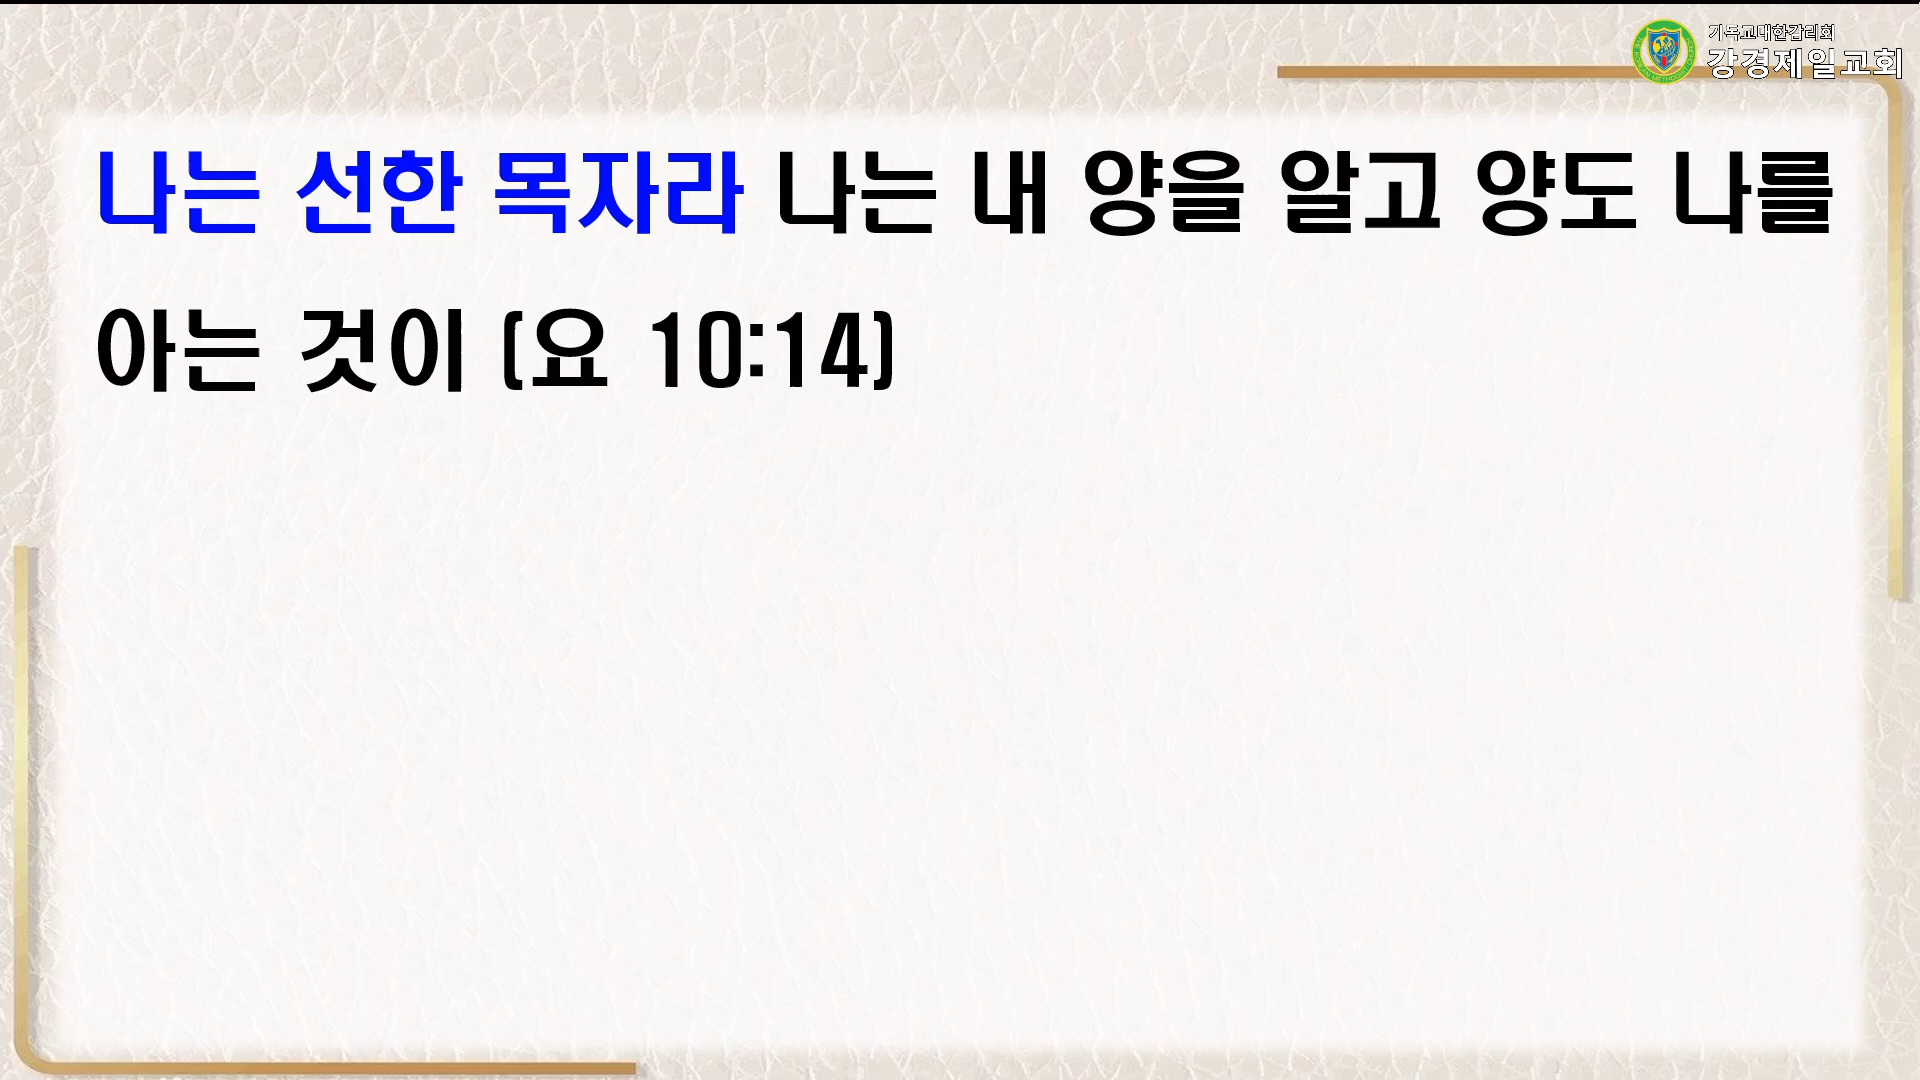 기독교대한감리회
강경제일교회
나는 선한 목자라 나는 내 양을 알고 양도 나를
아는 것이 (요 10:14)